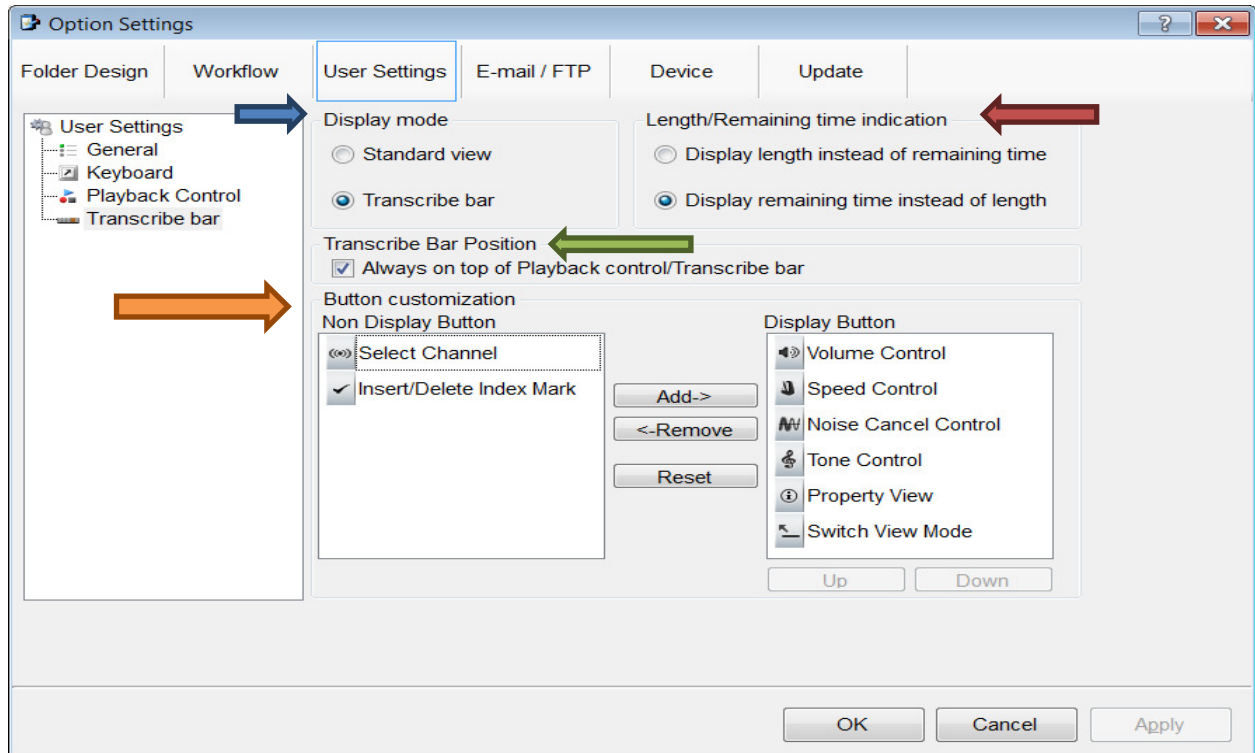 Option Settings
Folder Design
Workflow
User Settings
E-mail / FTP
Device
Update
User Settings
General
Keyboard
Playback Control
Transcribe bar
Display mode
Standard view
Transcribe bar
Length/Remaining time indication
Display length instead of remaining time
Display remaining time instead of length
Transcribe Bar Position
Always on top of Playback control/Transcribe bar
Button customization
Non Display Button
Select Channel
Insert/Delete Index Mark
Add->
<-Remove
Reset
Display Button
Volume Control
Speed Control
Noise Cancel Control
Tone Control
Property View
Switch View Mode
Up
Down
OK
Cancel
Apply